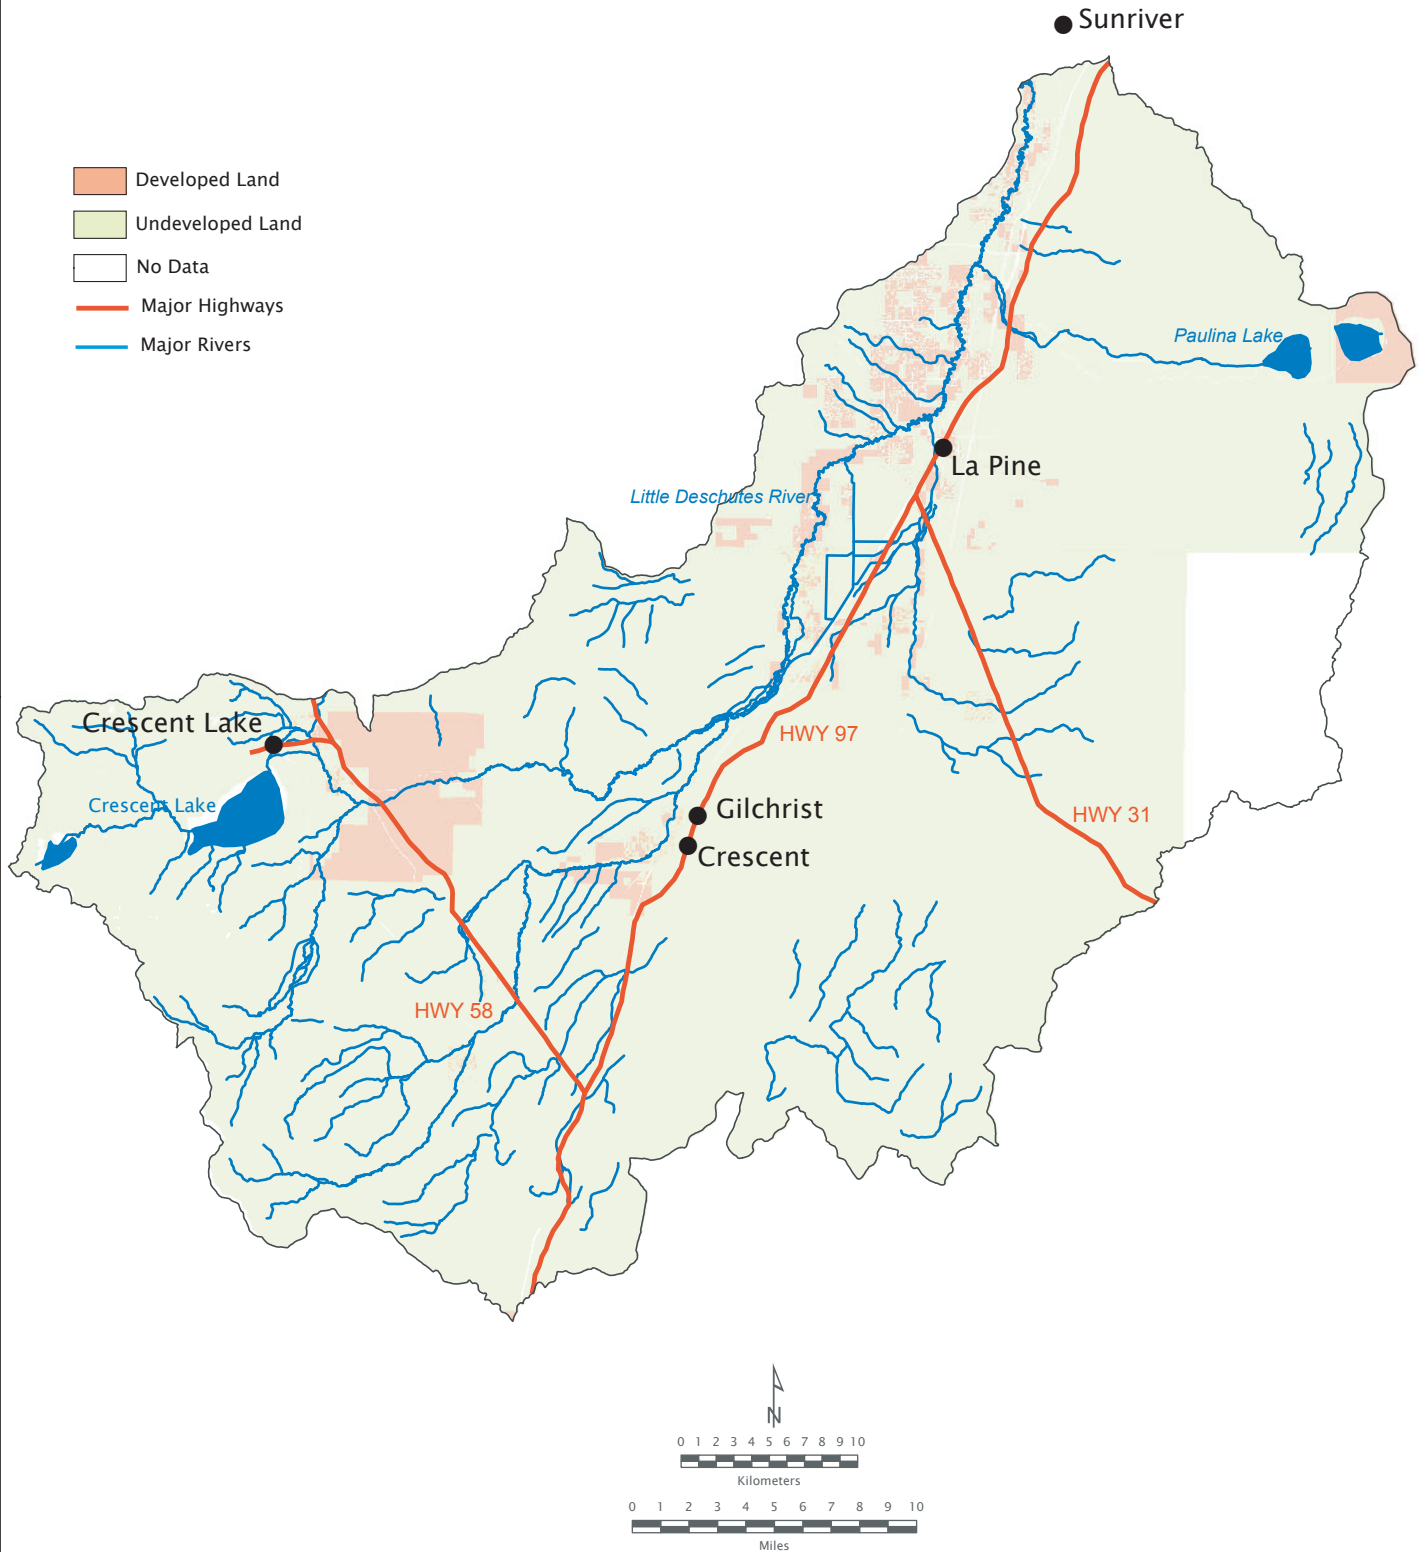 Sunriver
Developed Land
Undeveloped Land
No Data
Major Highways
Major Rivers
Paulina Lake
La Pine
Little Deschutes River
Crescent Lake
HWY 97
Crescent Lake
Gilchrist
HWY 31
Crescent
HWY 58
N
0 1 2 3 4 5 6 7 8 9 10
Kilometers
0 1 2 3 4 5 6 7 8 9 10
Miles